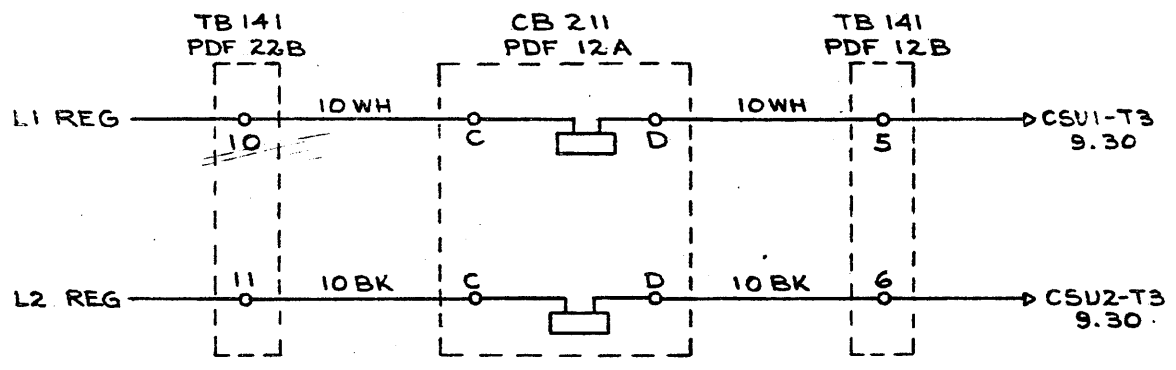 TB 141
PDF 22B
CB 211
PDF 12A
TB 141
PDF 12B
L1 REG
10
10 WH
C
D
10 WH
5
CSU1-T3
9.30
L2 REG
11
10 BK
C
D
10 BK
6
CSU2-T3
9.30